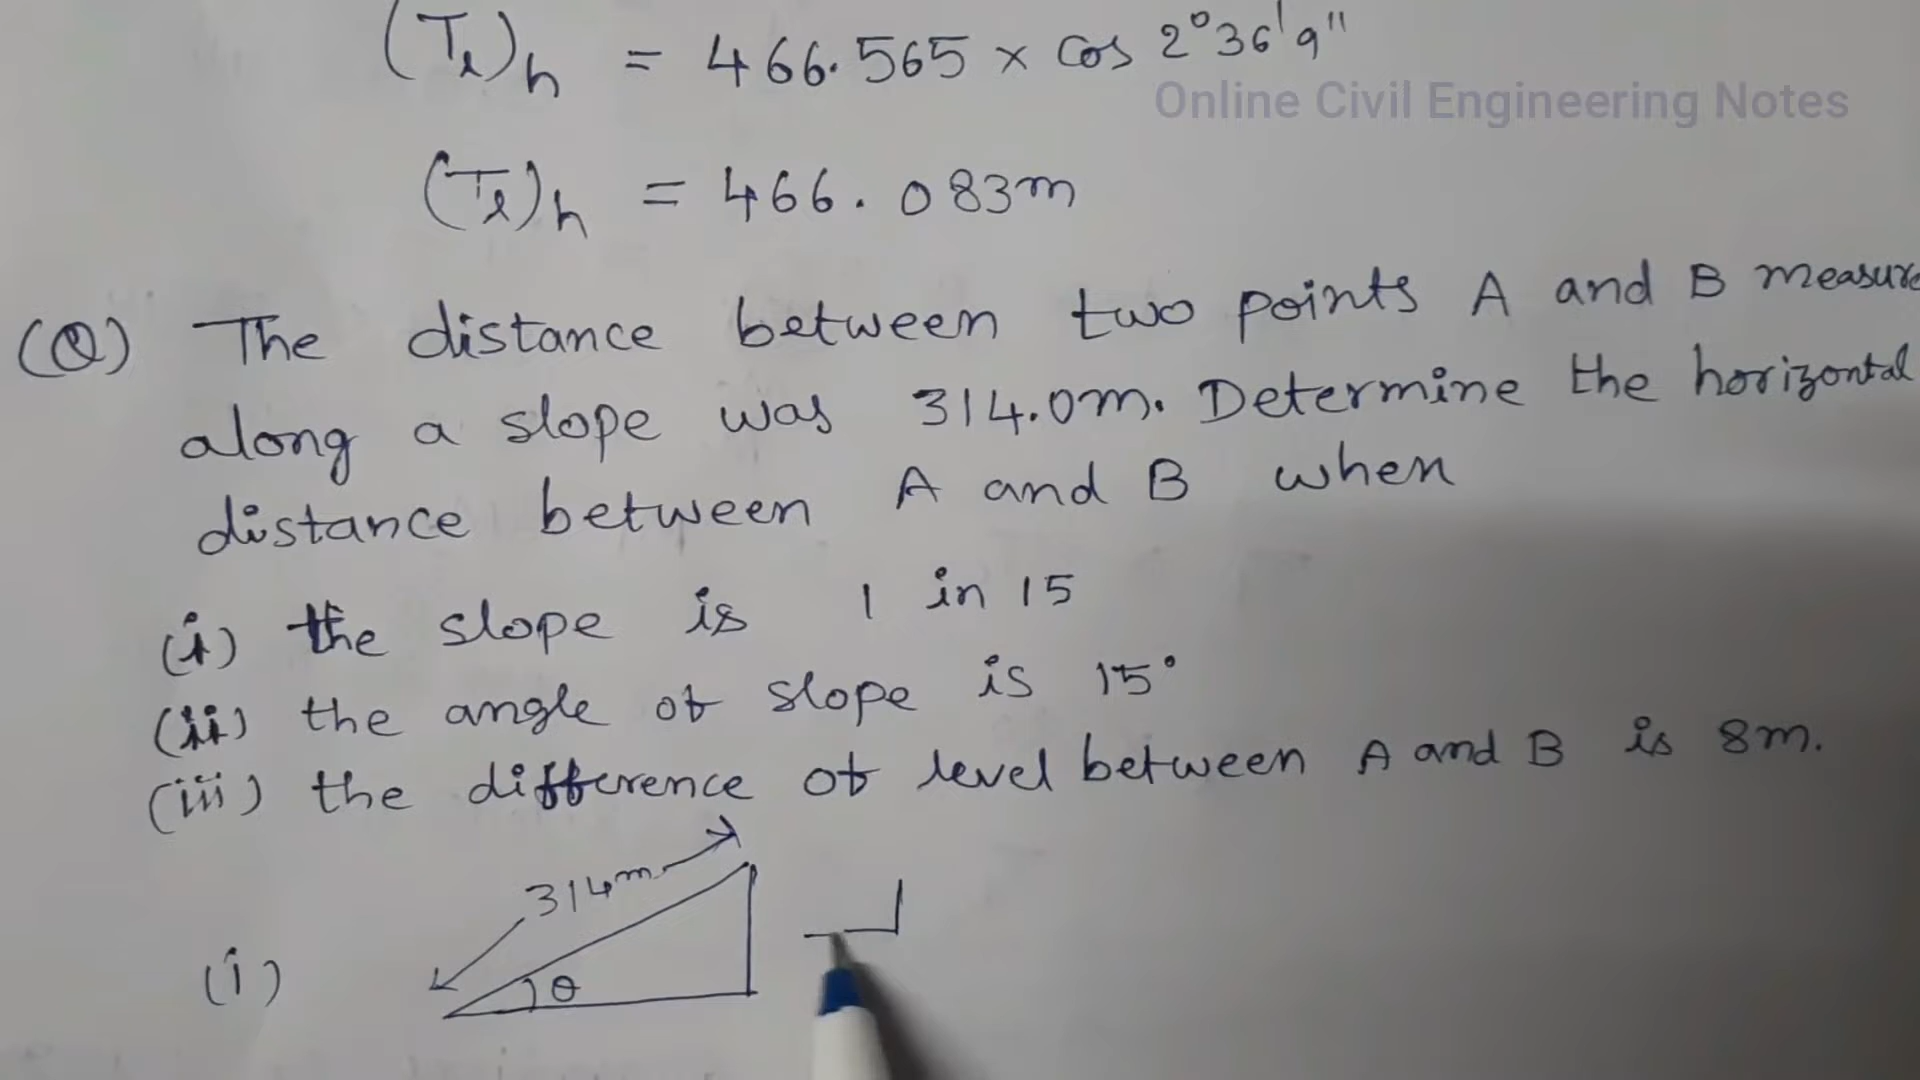 (Tℓ)h = 466.565 × cos 2°36'9"
Online Civil Engineering Notes
(Tℓ)h = 466.083m
(Q) The distance between two points A and B measure
along a slope was 314.0m. Determine the horizontal
distance between A and B when
(i) the slope is 1 in 15
(ii) the angle of slope is 15°
(iii) the difference of level between A and B is 8m.
314m
(i)
θ